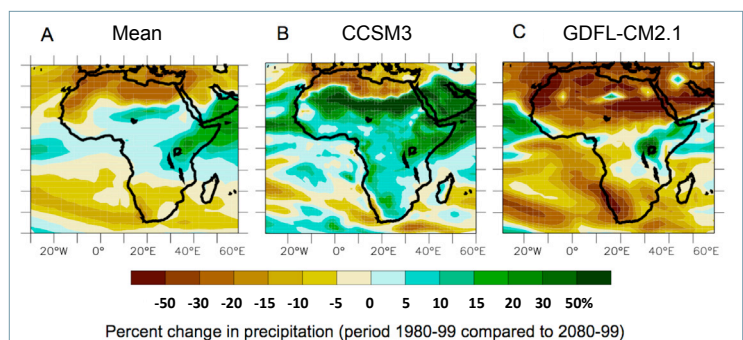 A Mean B CCSM3 C GDFL-CM2.1
20°W 0° 20°E 40°E 60°E 0° 20°E 40°E 60°E 20°W 0° 20°E 40°E 60°E
-50 -30 -20 -15 -10 -5 0 5 10 15 20 30 50%
Percent change in precipitation (period 1980-99 compared to 2080-99)